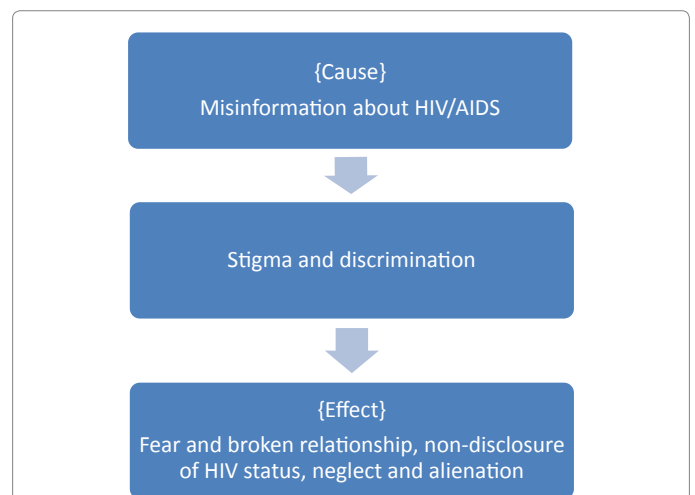 {Cause}
Misinformation about HIV/AIDS
Stigma and discrimination
{Effect}
Fear and broken relationship, non-disclosure
of HIV status, neglect and alienation